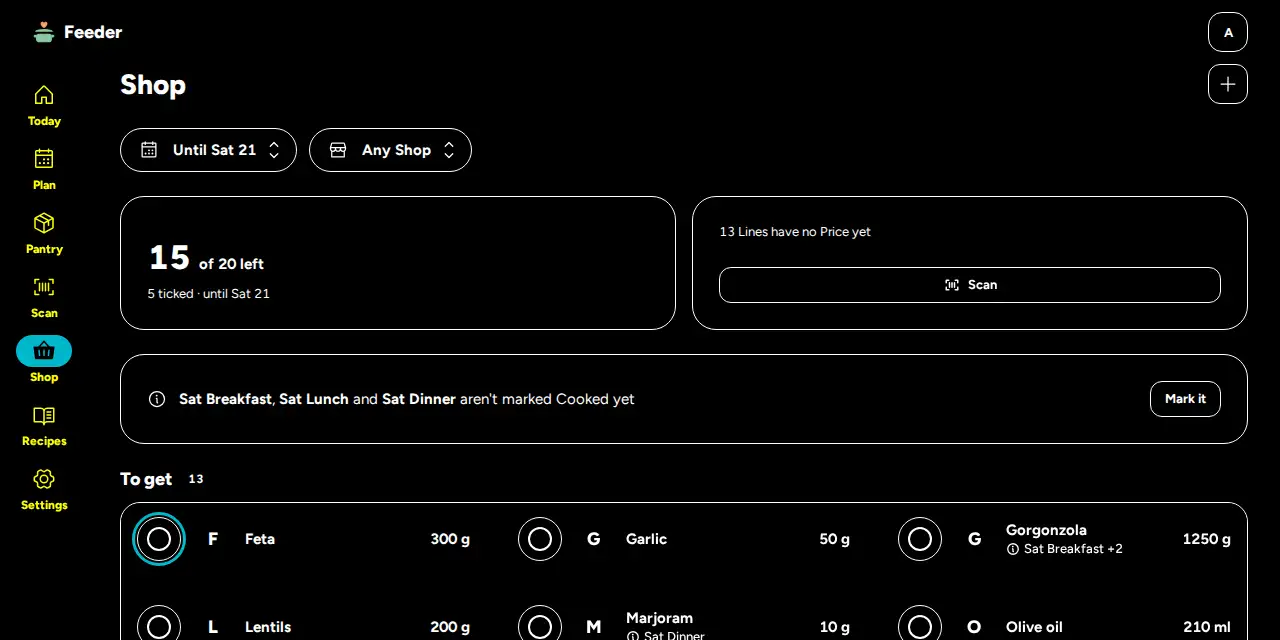 Feeder
A
Shop
Today
Plan
Pantry
Scan
Shop
Recipes
Settings
Until Sat 21
Any Shop
15 of 20 left
5 ticked · until Sat 21
13 Lines have no Price yet
Scan
Sat Breakfast, Sat Lunch and Sat Dinner aren't marked Cooked yet
Mark it
To get 13
F Feta 300 g
G Garlic 50 g
G Gorgonzola 1250 g
Sat Breakfast +2
L Lentils 200 g
M Marjoram 10 g
Sat Dinner
O Olive oil 210 ml